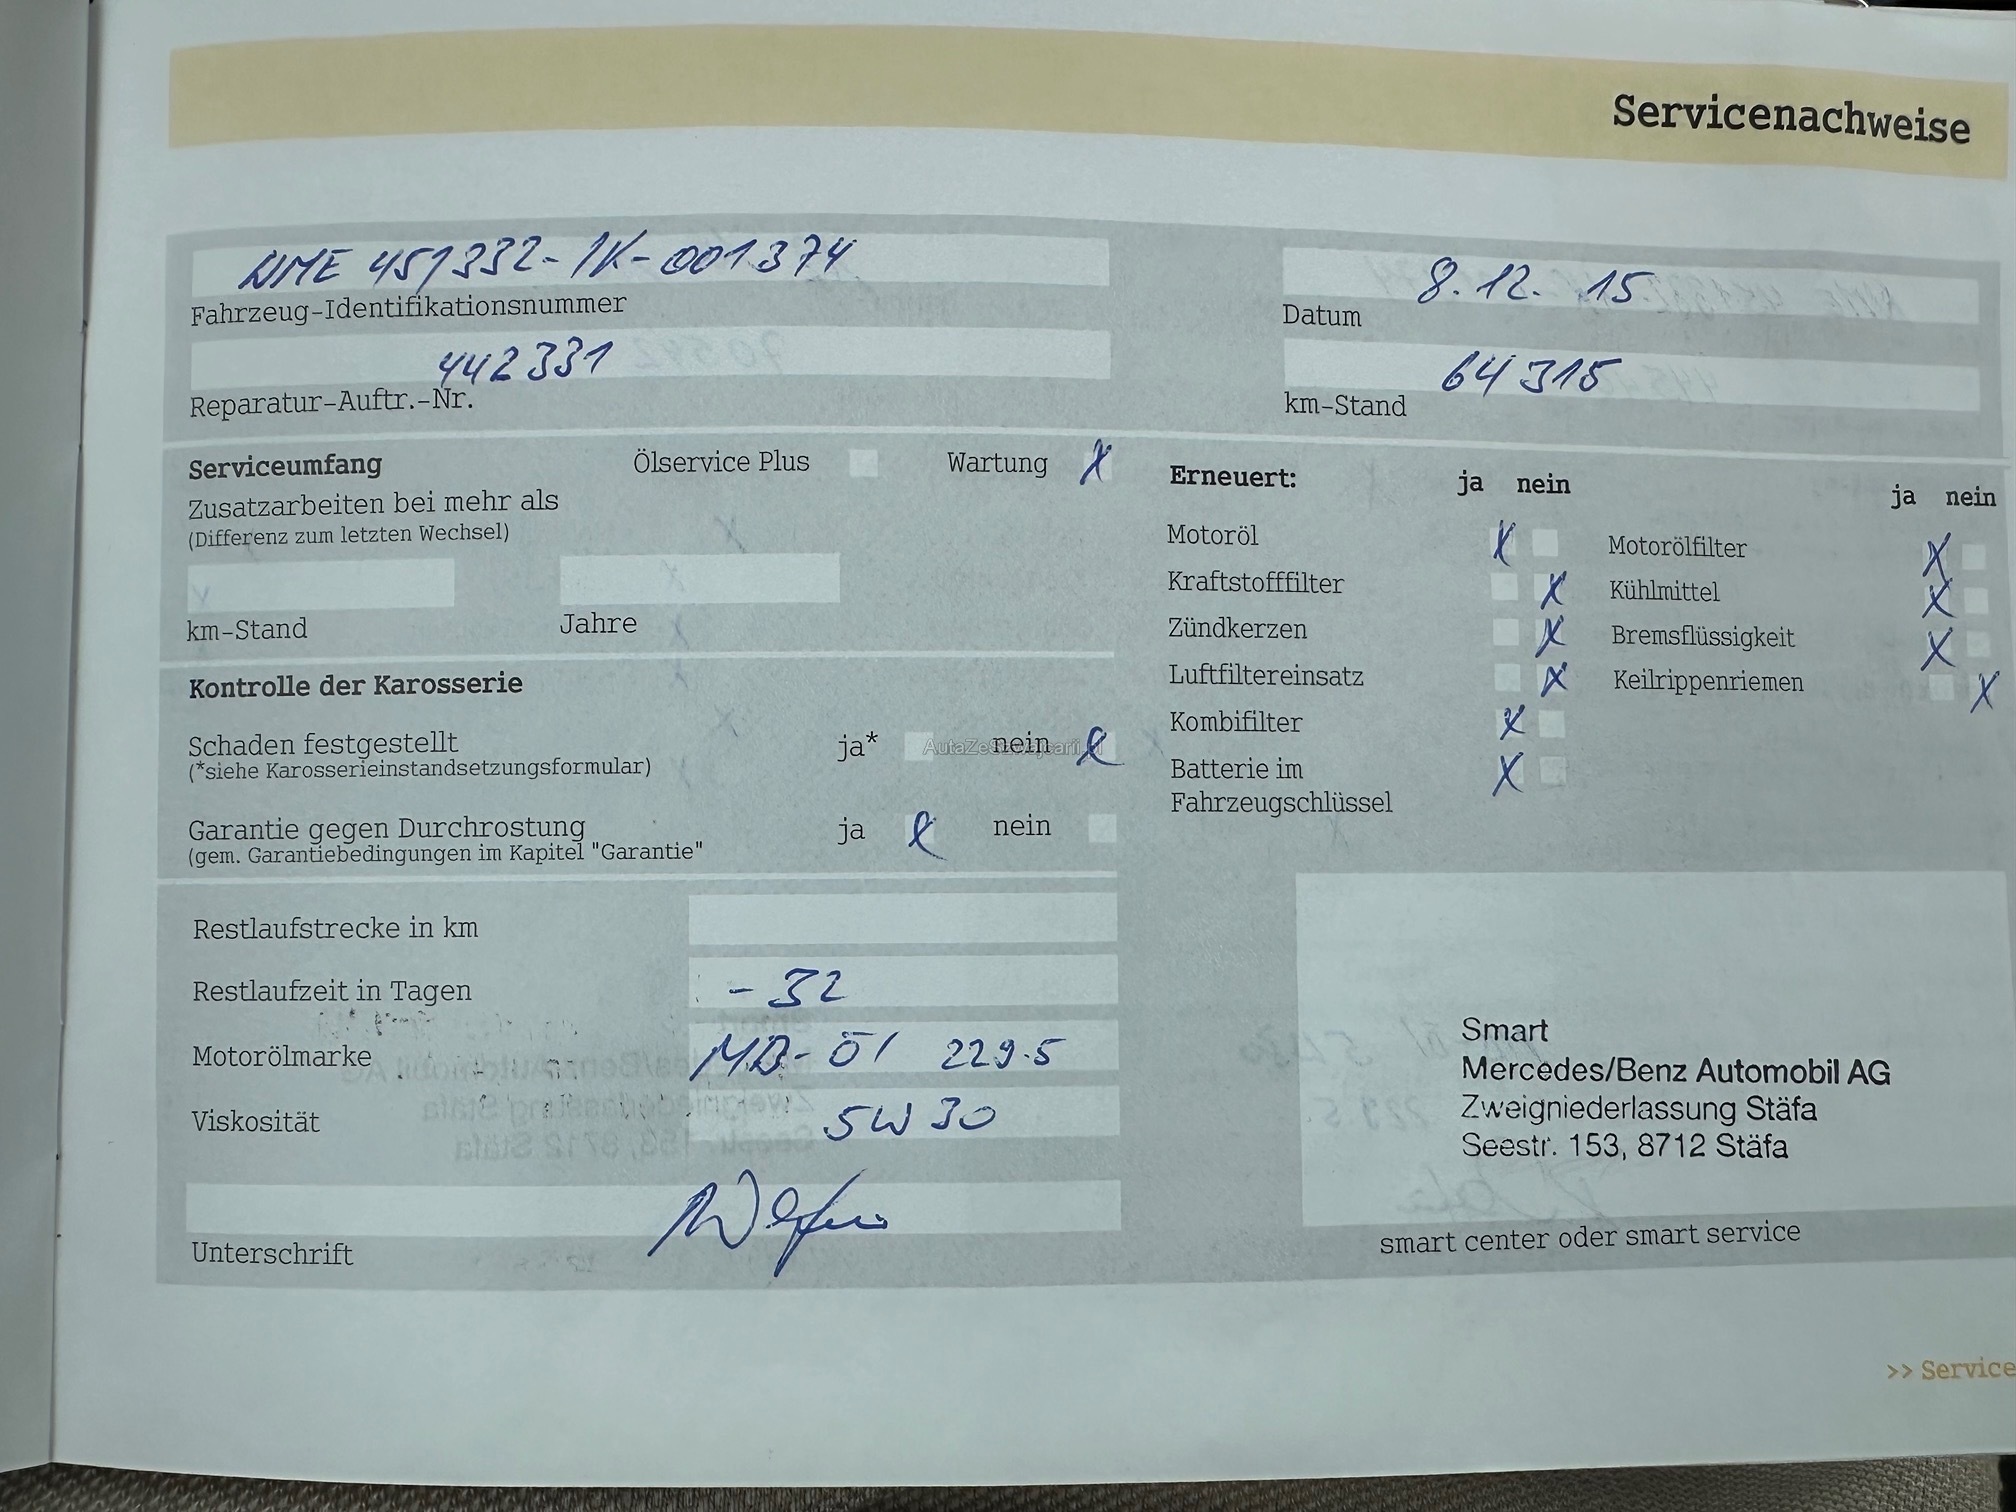 Servicenachweise
WME 451332-1K-001374
Fahrzeug-Identifikationsnummer
8.12.15
Datum
442331
Reparatur-Auftr.-Nr.
64315
km-Stand
Serviceumfang
Ölservice Plus
Wartung X
Zusatzarbeiten bei mehr als
(Differenz zum letzten Wechsel)
km-Stand
Jahre
Kontrolle der Karosserie
Schaden festgestellt ja* nein X
(*siehe Karosserieinstandsetzungsformular)
AutaZeSzwajcarii.pl
Garantie gegen Durchrostung ja X nein
(gem. Garantiebedingungen im Kapitel "Garantie"
Erneuert: ja nein
Motoröl X
Kraftstofffilter X
Zündkerzen X
Luftfiltereinsatz X
Kombifilter X
Batterie im X
Fahrzeugschlüssel
ja nein
Motorölfilter X
Kühlmittel X
Bremsflüssigkeit X
Keilrippenriemen X
Restlaufstrecke in km
Restlaufzeit in Tagen -32
Motorölmarke MB-Öl 229.5
Viskosität 5W30
Unterschrift
Smart
Mercedes/Benz Automobil AG
Zweigniederlassung Stäfa
Seestr. 153, 8712 Stäfa
smart center oder smart service
>> Service